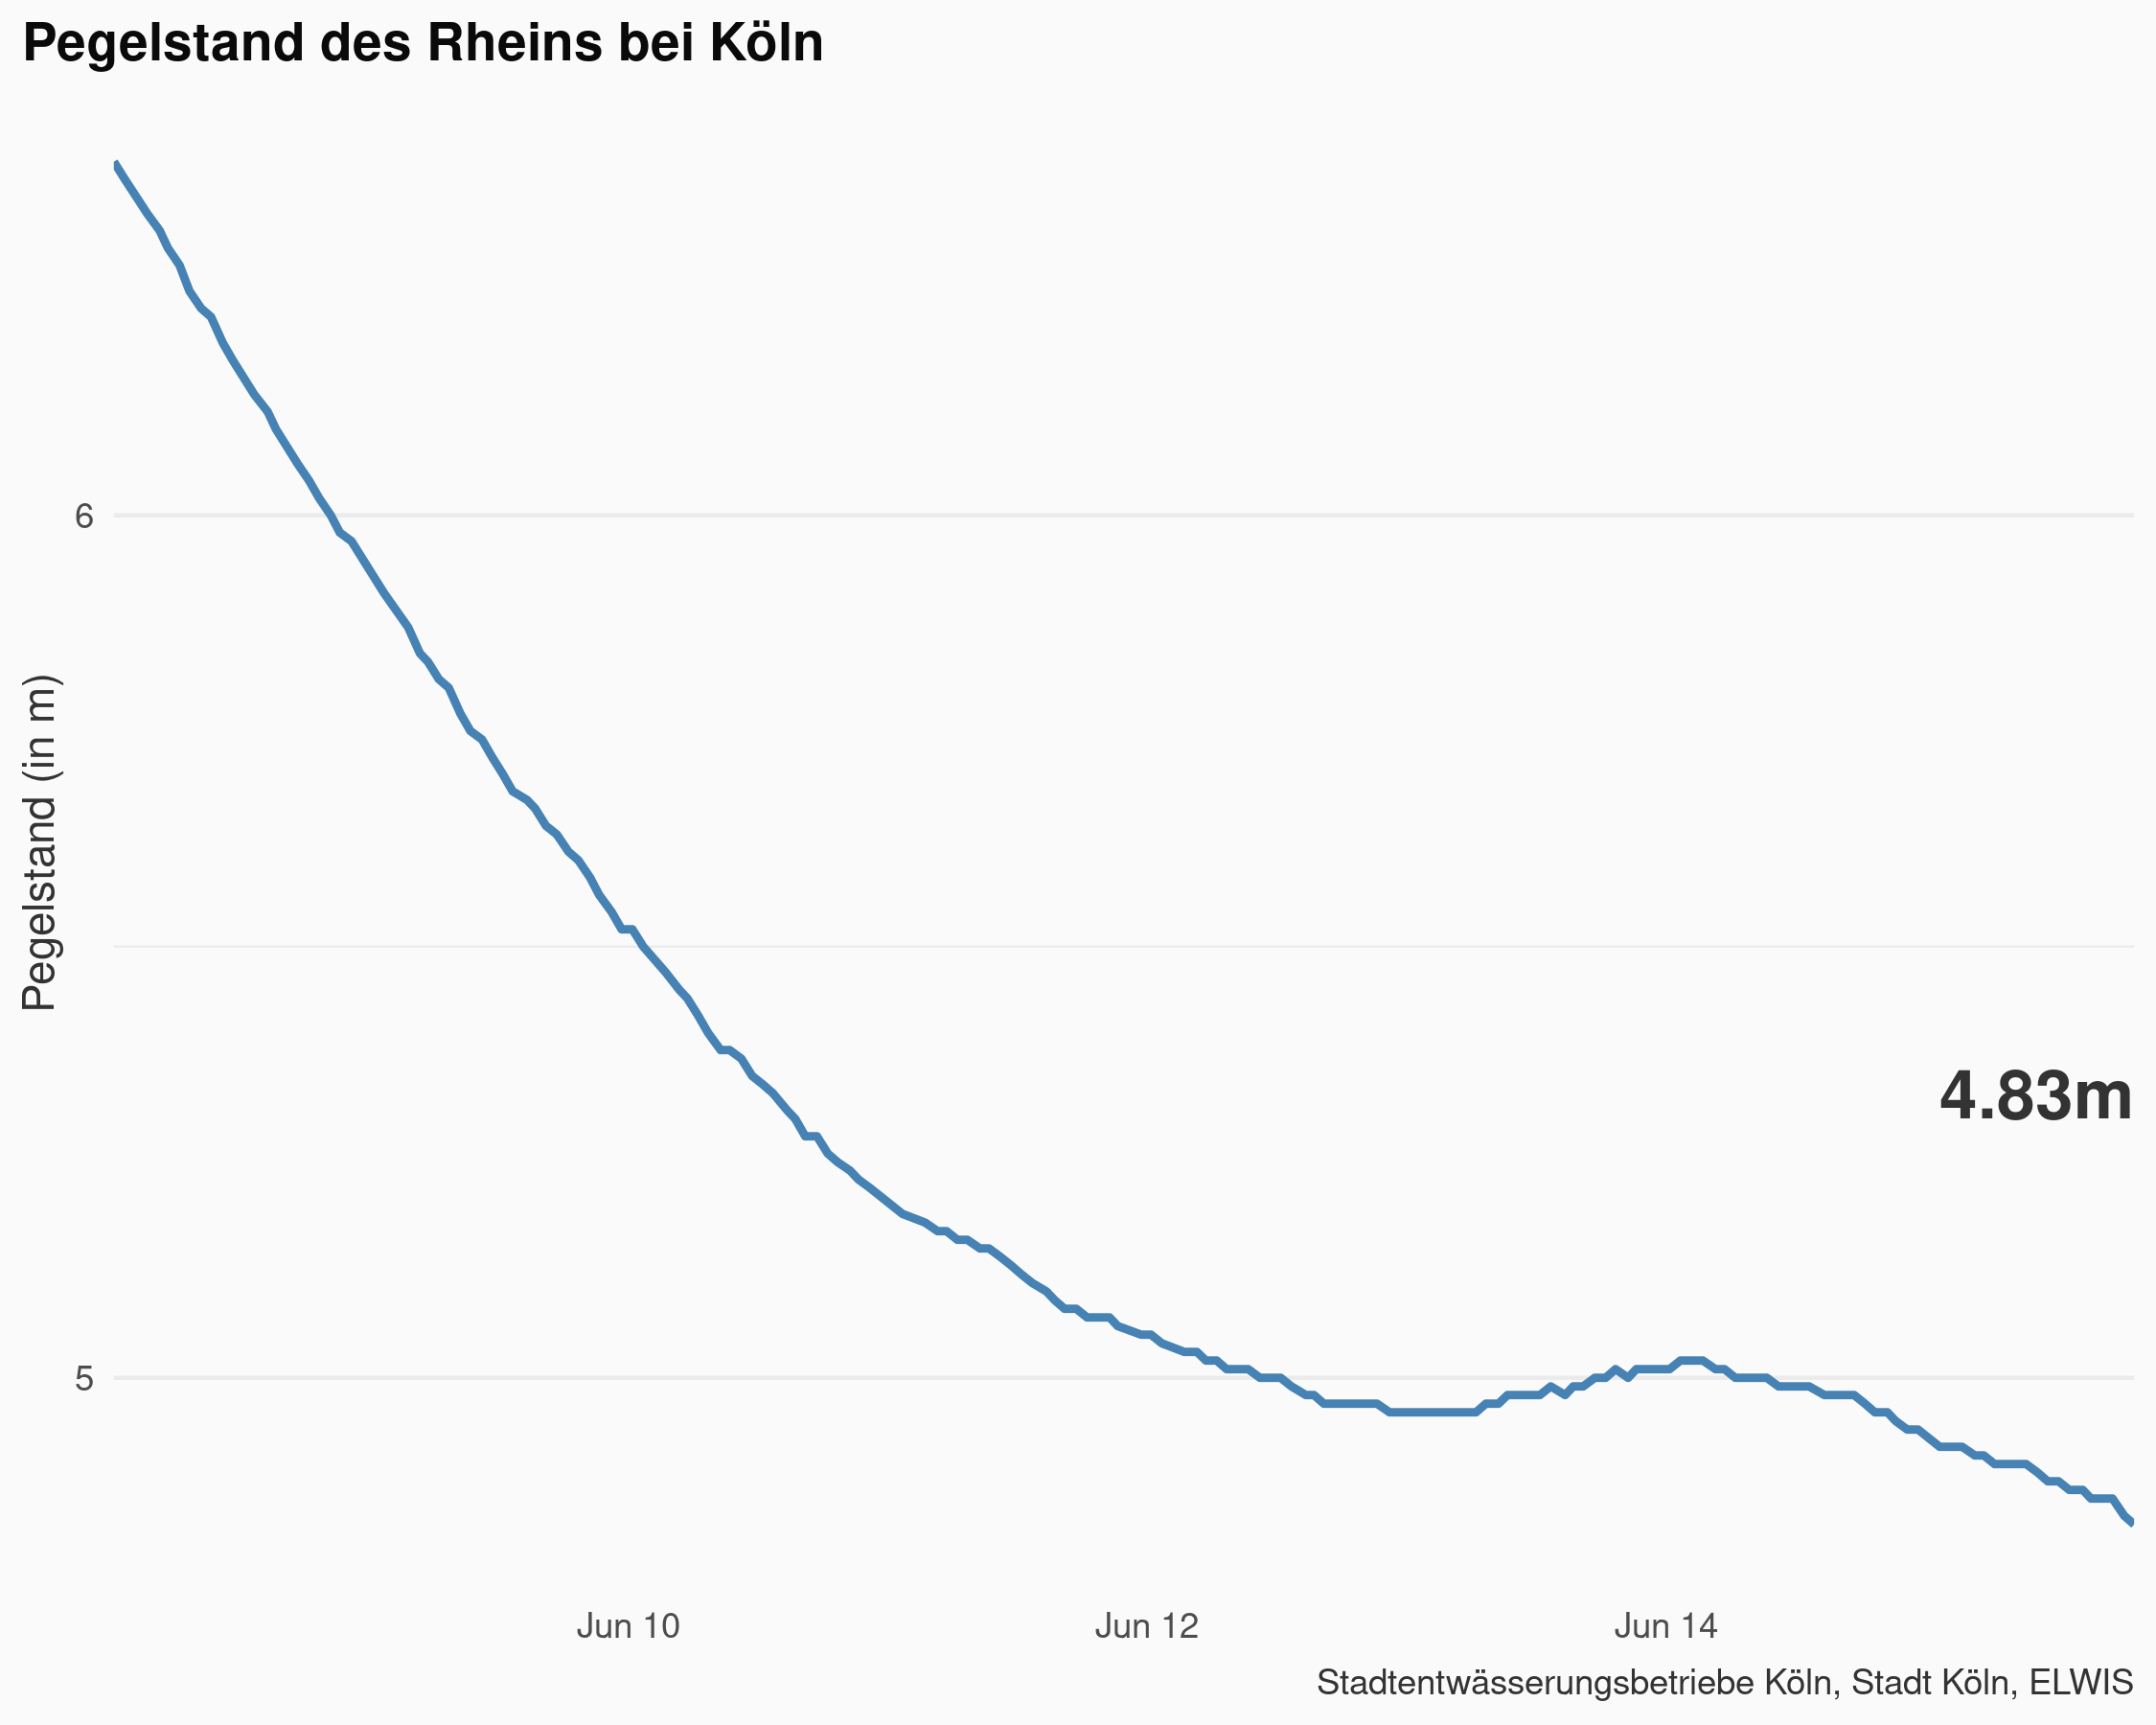 Pegelstand des Rheins bei Köln
Pegelstand (in m)
6
5
4.83m
Jun 10
Jun 12
Jun 14
Stadtentwässerungsbetriebe Köln, Stadt Köln, ELWIS